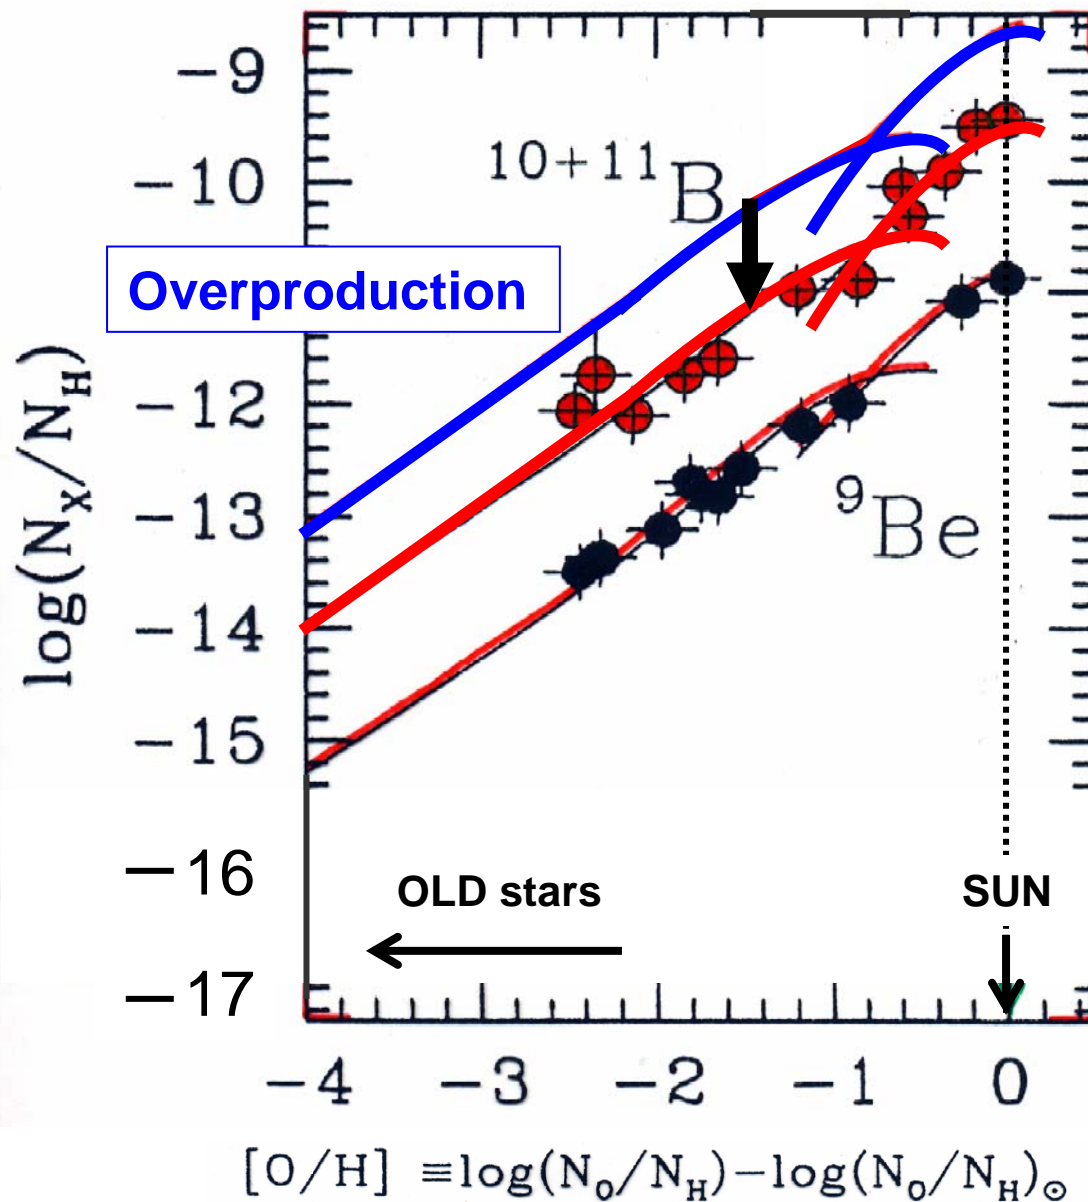 −9
−10
10+11B
Overproduction
−12
−13
9Be
−14
−15
−16
OLD stars
SUN
−17
log(NX/NH)
−4 −3 −2 −1 0
[O/H] ≡log(NO/NH)−log(NO/NH)⊙